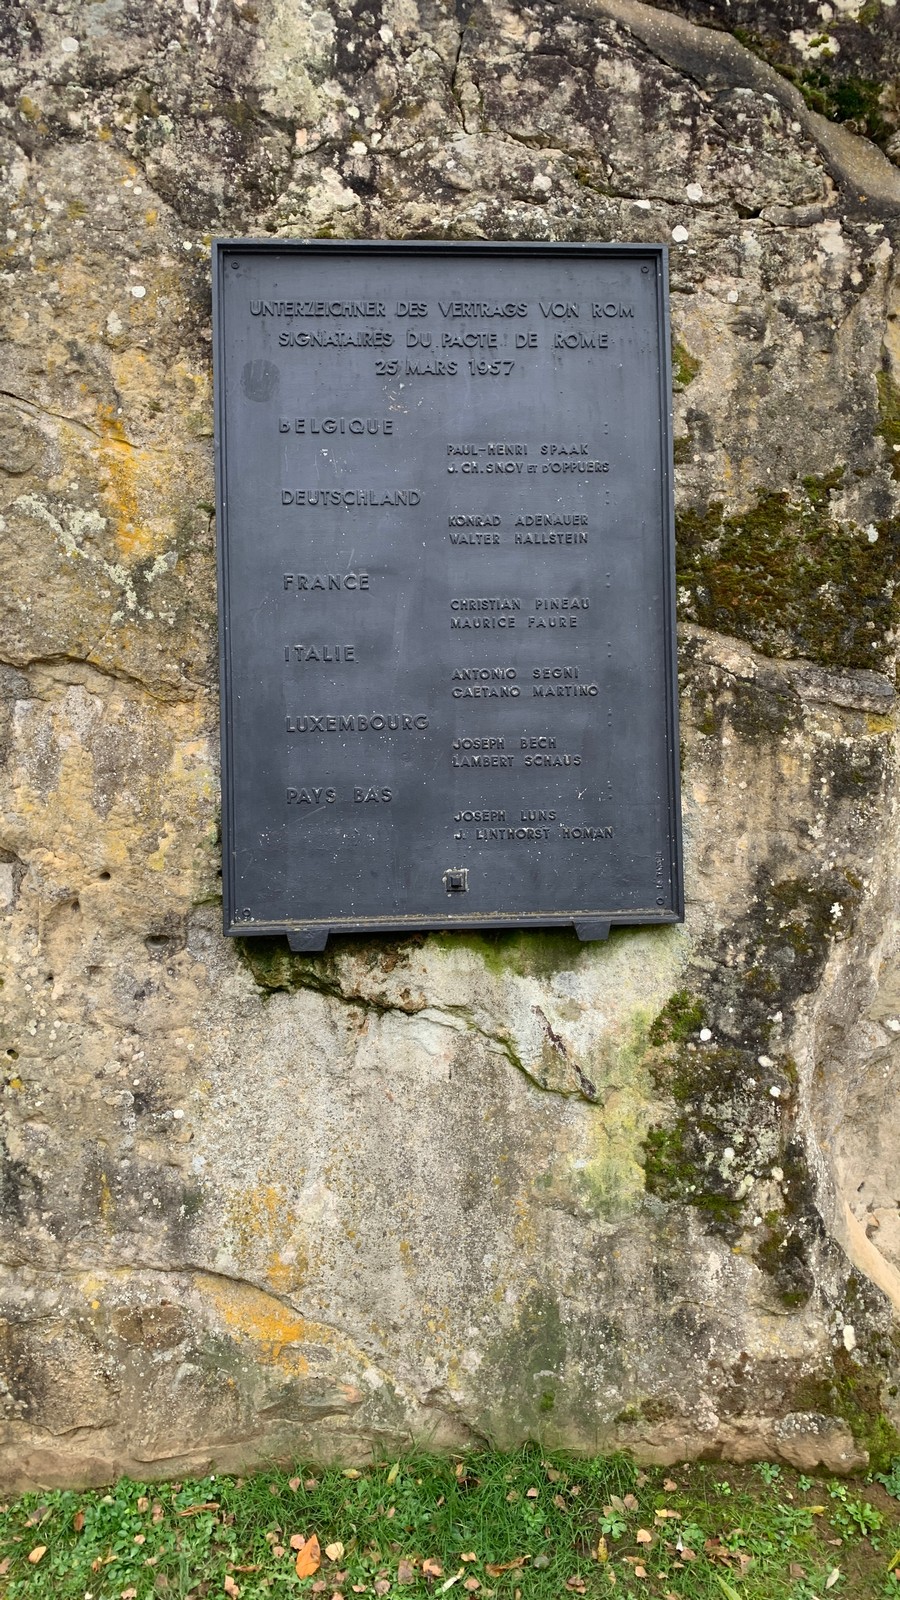 UNTERZEICHNER DES VERTRAGS VON ROM
SIGNATAIRES DU PACTE DE ROME
25 MARS 1957
BELGIQUE :
PAUL-HENRI SPAAK
J. CH. SNOY ET D'OPPUERS
DEUTSCHLAND :
KONRAD ADENAUER
WALTER HALLSTEIN
FRANCE :
CHRISTIAN PINEAU
MAURICE FAURE
ITALIE :
ANTONIO SEGNI
GAETANO MARTINO
LUXEMBOURG :
JOSEPH BECH
LAMBERT SCHAUS
PAYS BAS :
JOSEPH LUNS
J. LINTHORST HOMAN